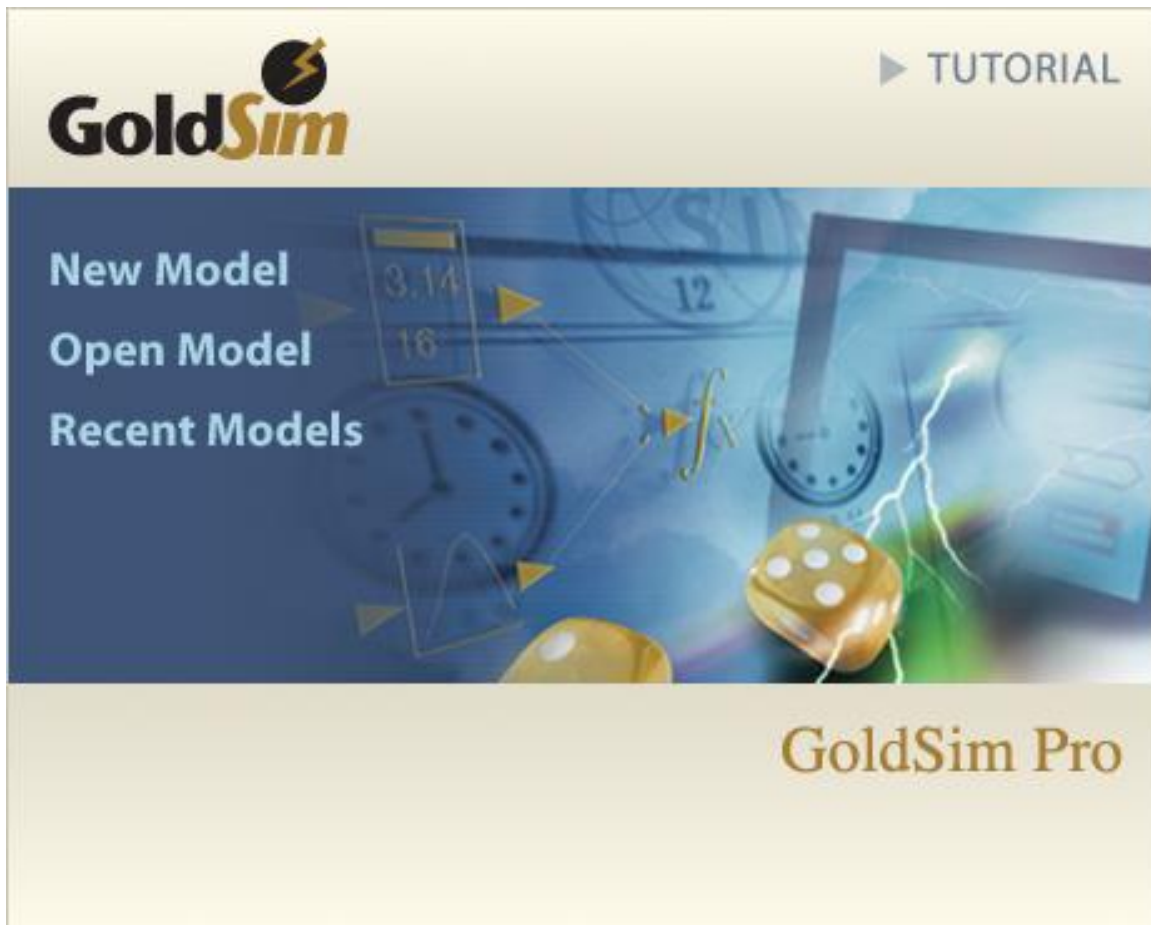 GoldSim
TUTORIAL
New Model
Open Model
Recent Models
3.14
16
12
GoldSim Pro